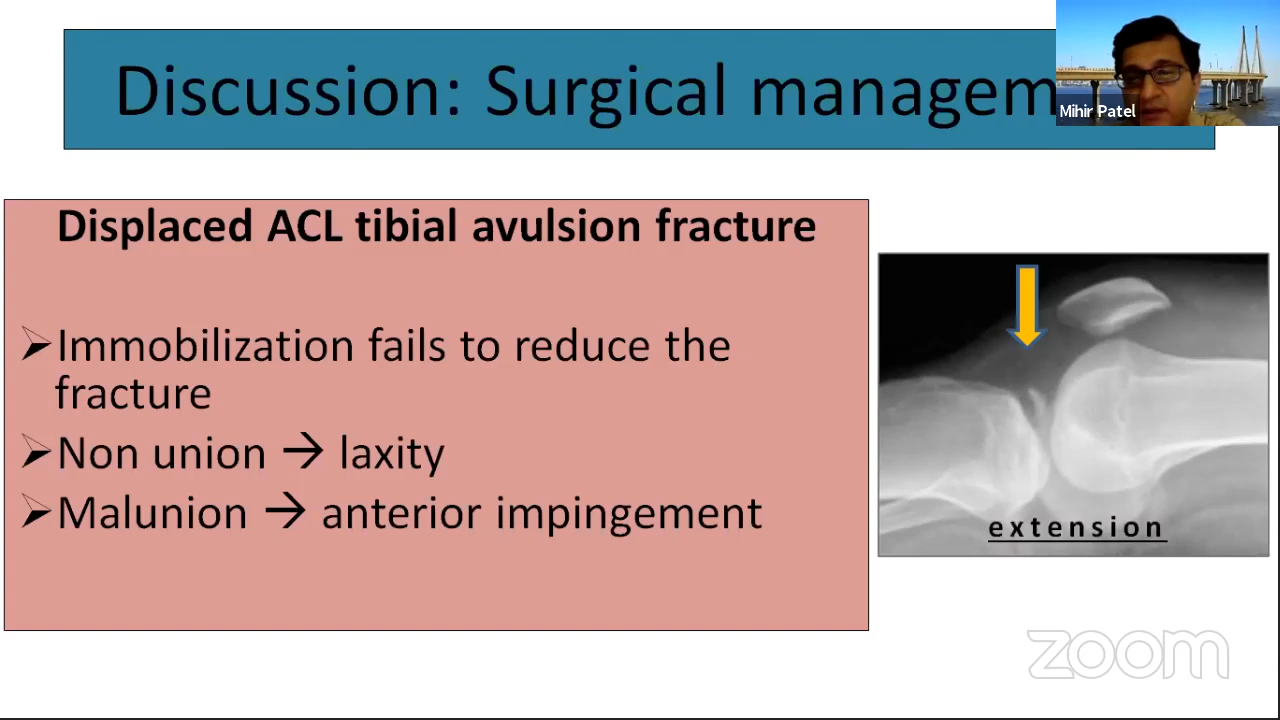 Discussion: Surgical managem
Mihir Patel
Displaced ACL tibial avulsion fracture
➢Immobilization fails to reduce the
fracture
➢Non union → laxity
➢Malunion → anterior impingement
extension
zoom